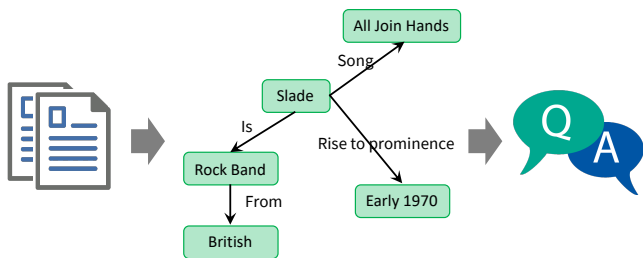 All Join Hands
Song
Slade
Is
Rise to prominence
Rock Band
From
Early 1970
British
Q
A